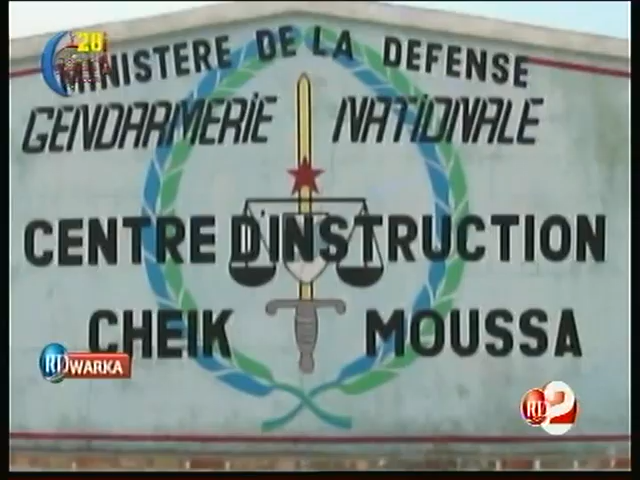 28
MINISTERE DE LA DEFENSE
GENDARMERIE NATIONALE
CENTRE D'INSTRUCTION
CHEIK MOUSSA
RTD WARKA
RTD 2